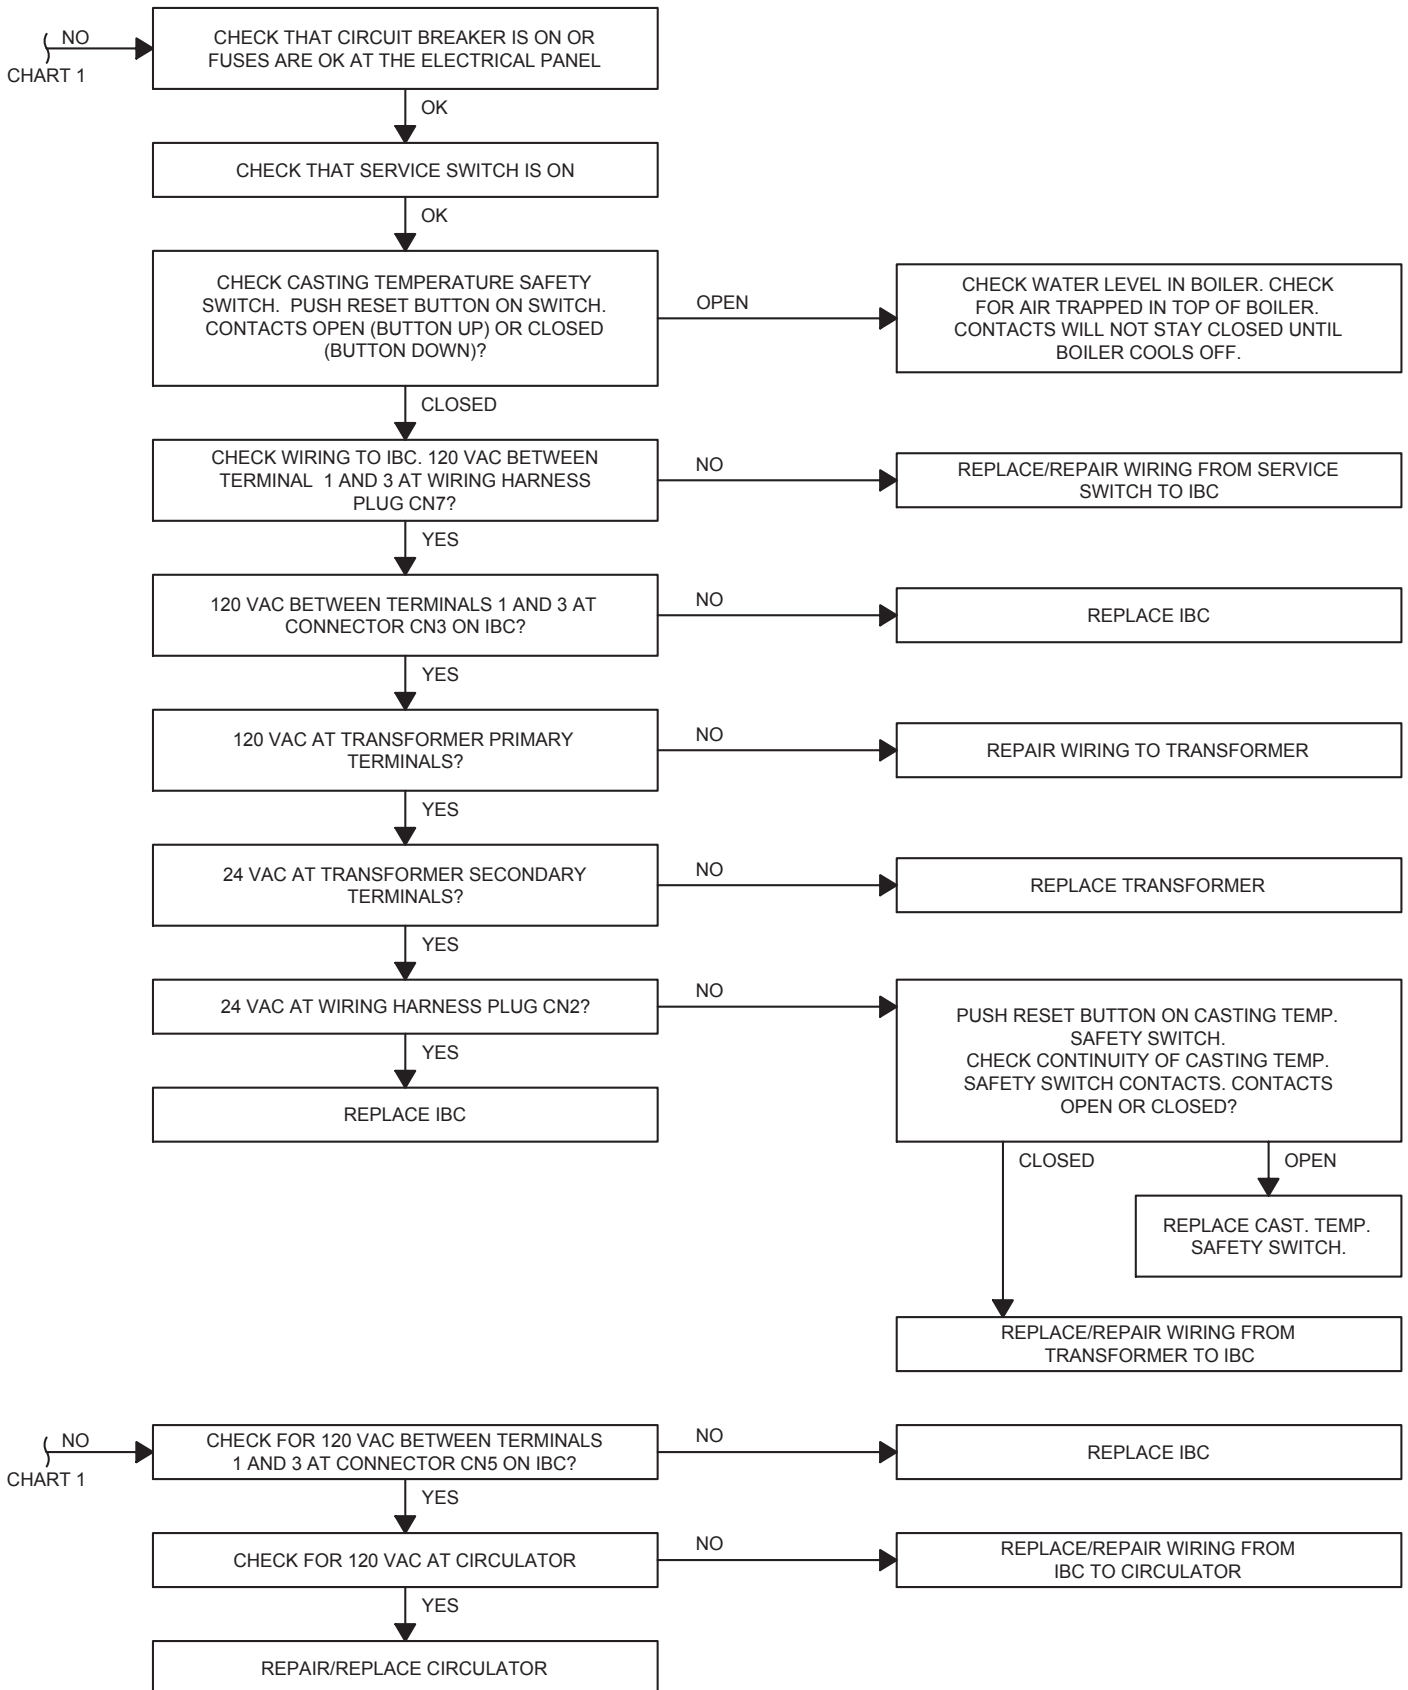 NO
CHART 1
CHECK THAT CIRCUIT BREAKER IS ON OR
FUSES ARE OK AT THE ELECTRICAL PANEL
OK
CHECK THAT SERVICE SWITCH IS ON
OK
CHECK CASTING TEMPERATURE SAFETY
SWITCH. PUSH RESET BUTTON ON SWITCH.
CONTACTS OPEN (BUTTON UP) OR CLOSED
(BUTTON DOWN)?
OPEN
CHECK WATER LEVEL IN BOILER. CHECK
FOR AIR TRAPPED IN TOP OF BOILER.
CONTACTS WILL NOT STAY CLOSED UNTIL
BOILER COOLS OFF.
CLOSED
CHECK WIRING TO IBC. 120 VAC BETWEEN
TERMINAL 1 AND 3 AT WIRING HARNESS
PLUG CN7?
NO
REPLACE/REPAIR WIRING FROM SERVICE
SWITCH TO IBC
YES
120 VAC BETWEEN TERMINALS 1 AND 3 AT
CONNECTOR CN3 ON IBC?
NO
REPLACE IBC
YES
120 VAC AT TRANSFORMER PRIMARY
TERMINALS?
NO
REPAIR WIRING TO TRANSFORMER
YES
24 VAC AT TRANSFORMER SECONDARY
TERMINALS?
NO
REPLACE TRANSFORMER
YES
24 VAC AT WIRING HARNESS PLUG CN2?
NO
PUSH RESET BUTTON ON CASTING TEMP.
SAFETY SWITCH.
CHECK CONTINUITY OF CASTING TEMP.
SAFETY SWITCH CONTACTS. CONTACTS
OPEN OR CLOSED?
YES
REPLACE IBC
CLOSED
OPEN
REPLACE CAST. TEMP.
SAFETY SWITCH.
REPLACE/REPAIR WIRING FROM
TRANSFORMER TO IBC
NO
CHART 1
CHECK FOR 120 VAC BETWEEN TERMINALS
1 AND 3 AT CONNECTOR CN5 ON IBC?
NO
REPLACE IBC
YES
CHECK FOR 120 VAC AT CIRCULATOR
NO
REPLACE/REPAIR WIRING FROM
IBC TO CIRCULATOR
YES
REPAIR/REPLACE CIRCULATOR